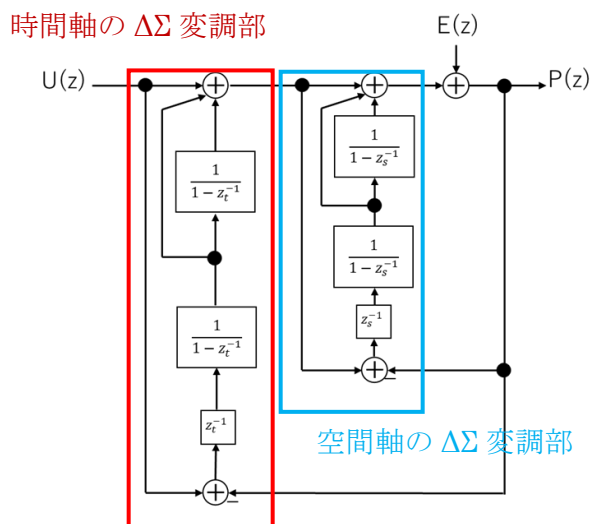 時間軸の ΔΣ 変調部
E(z)
U(z)
P(z)
+
+
+
1
1 − z_t^{-1}
1
1 − z_s^{-1}
1
1 − z_s^{-1}
1
1 − z_t^{-1}
z_s^{-1}
+
−
z_t^{-1}
空間軸の ΔΣ 変調部
+
−